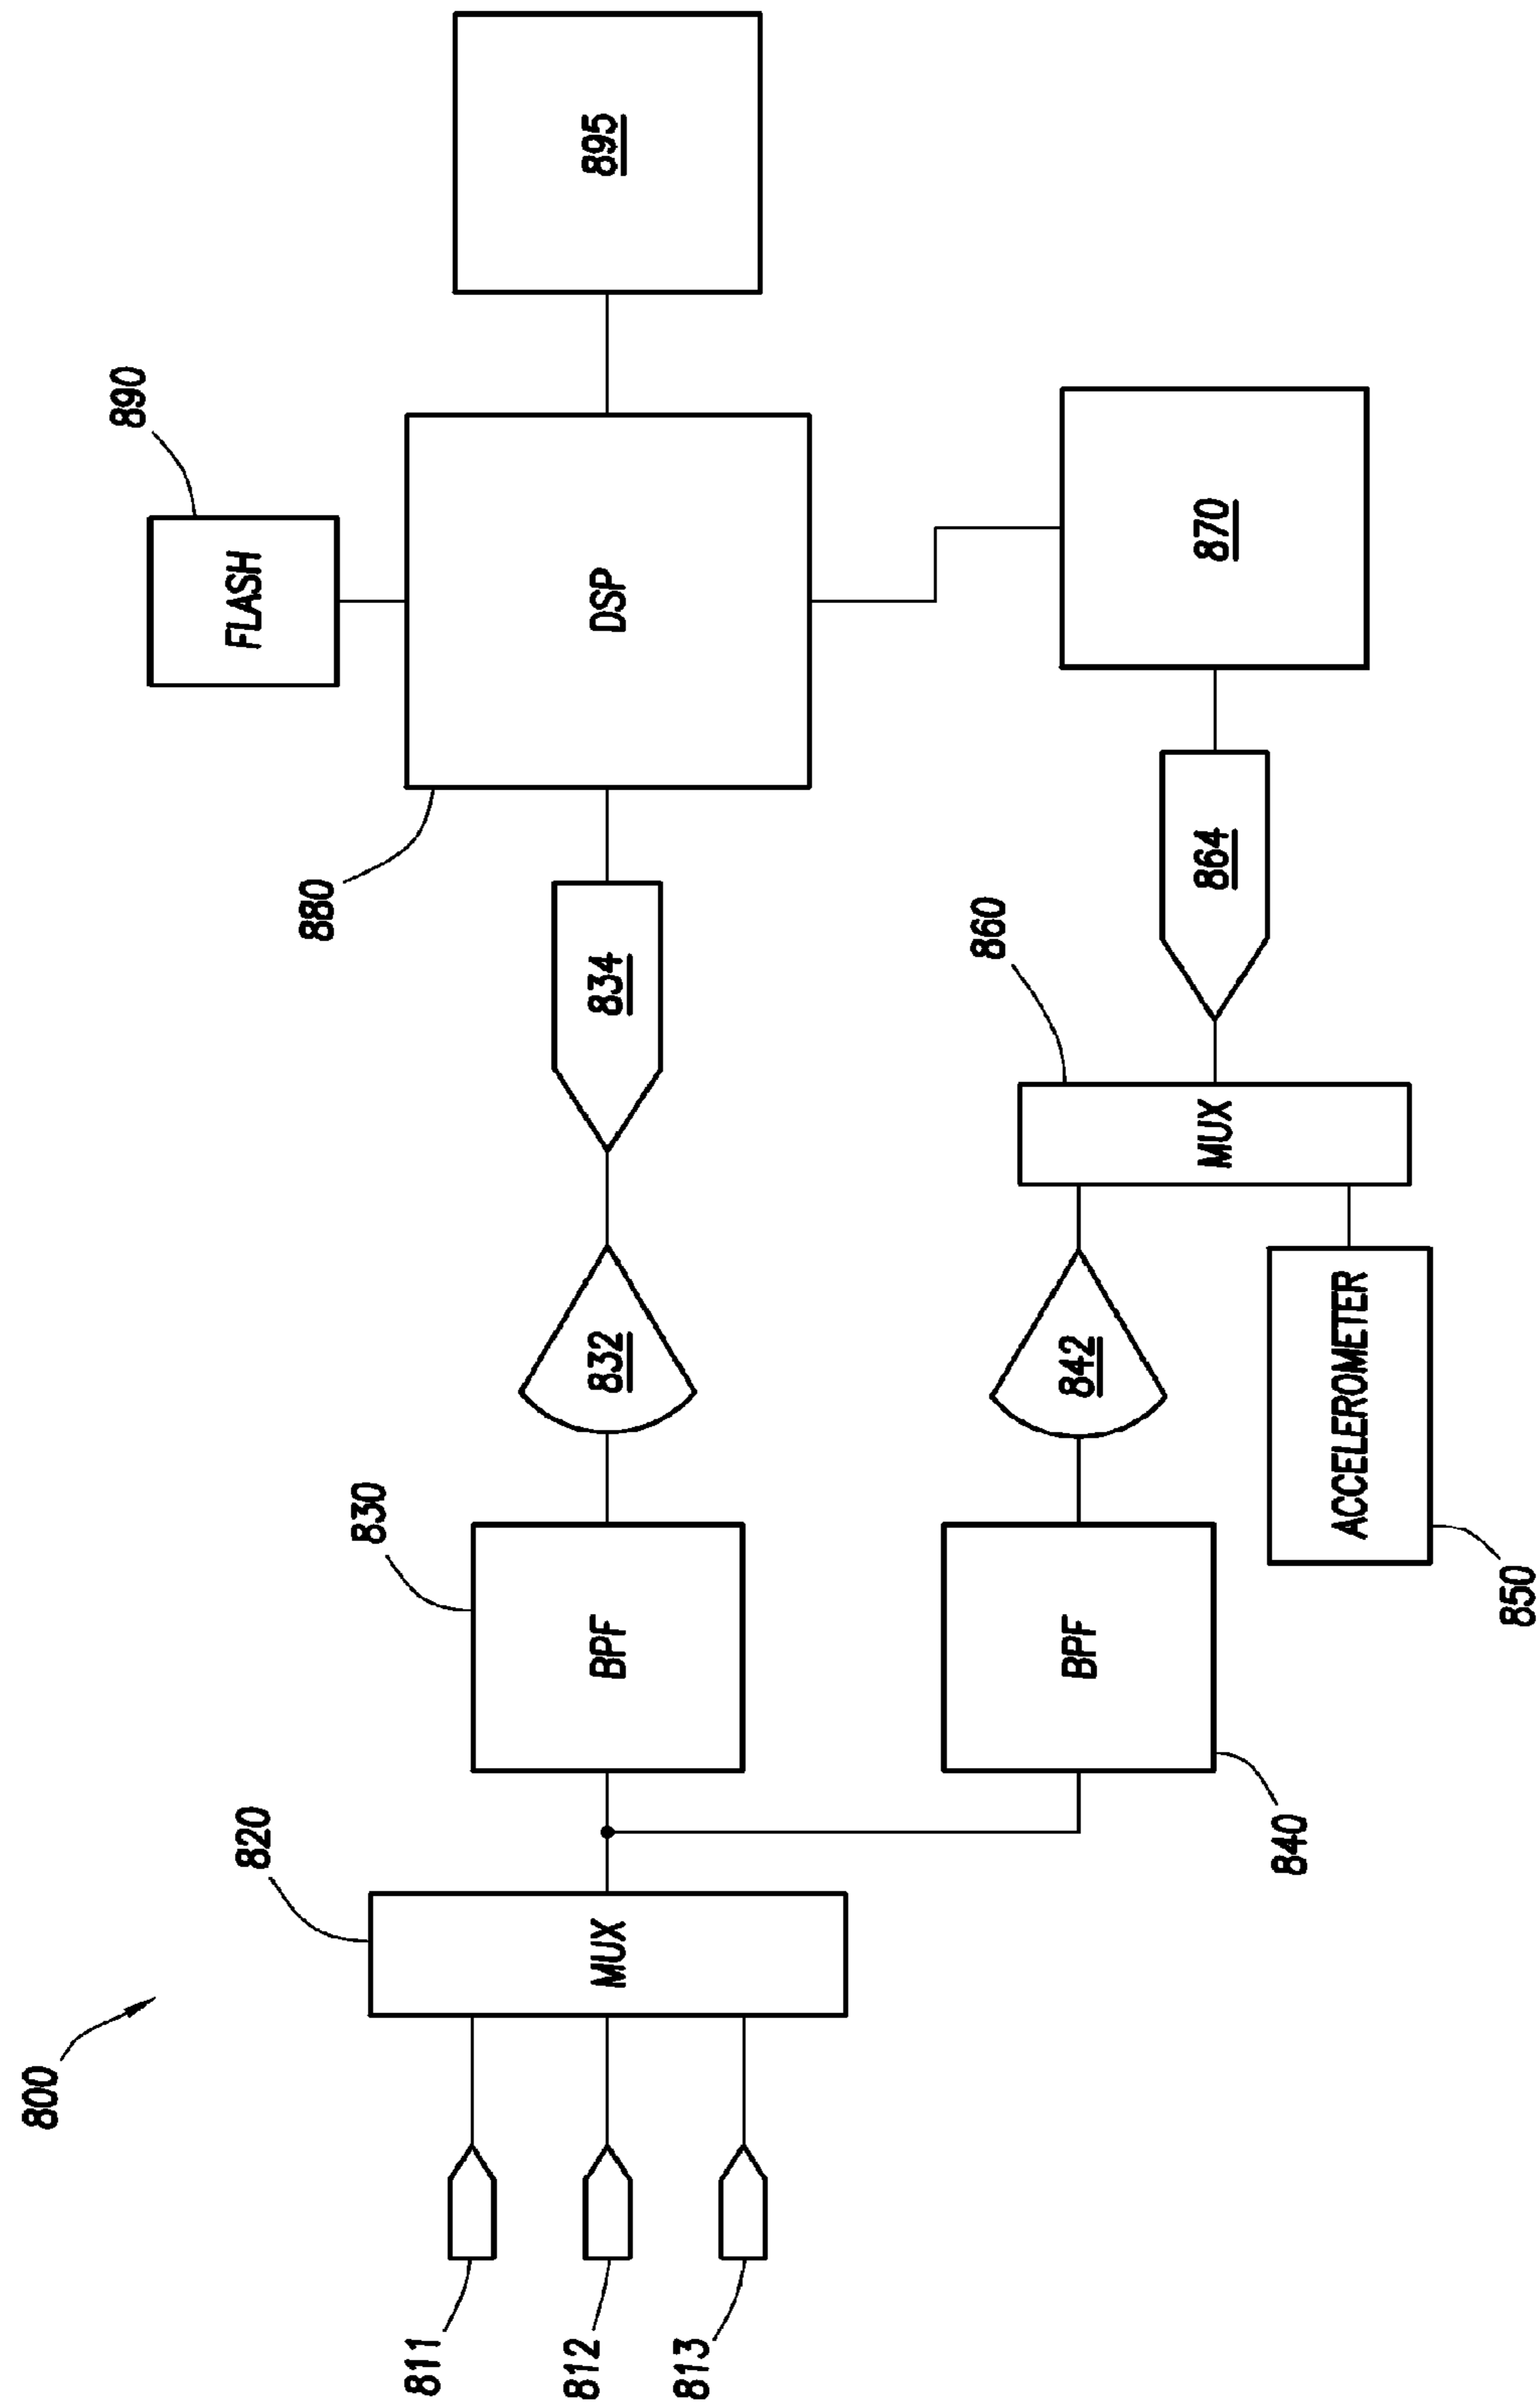 800
811
812
813
820
MUX
830
BPF
832
834
880
DSP
890
FLASH
895
840
BPF
842
850
ACCELEROMETER
860
MUX
864
870